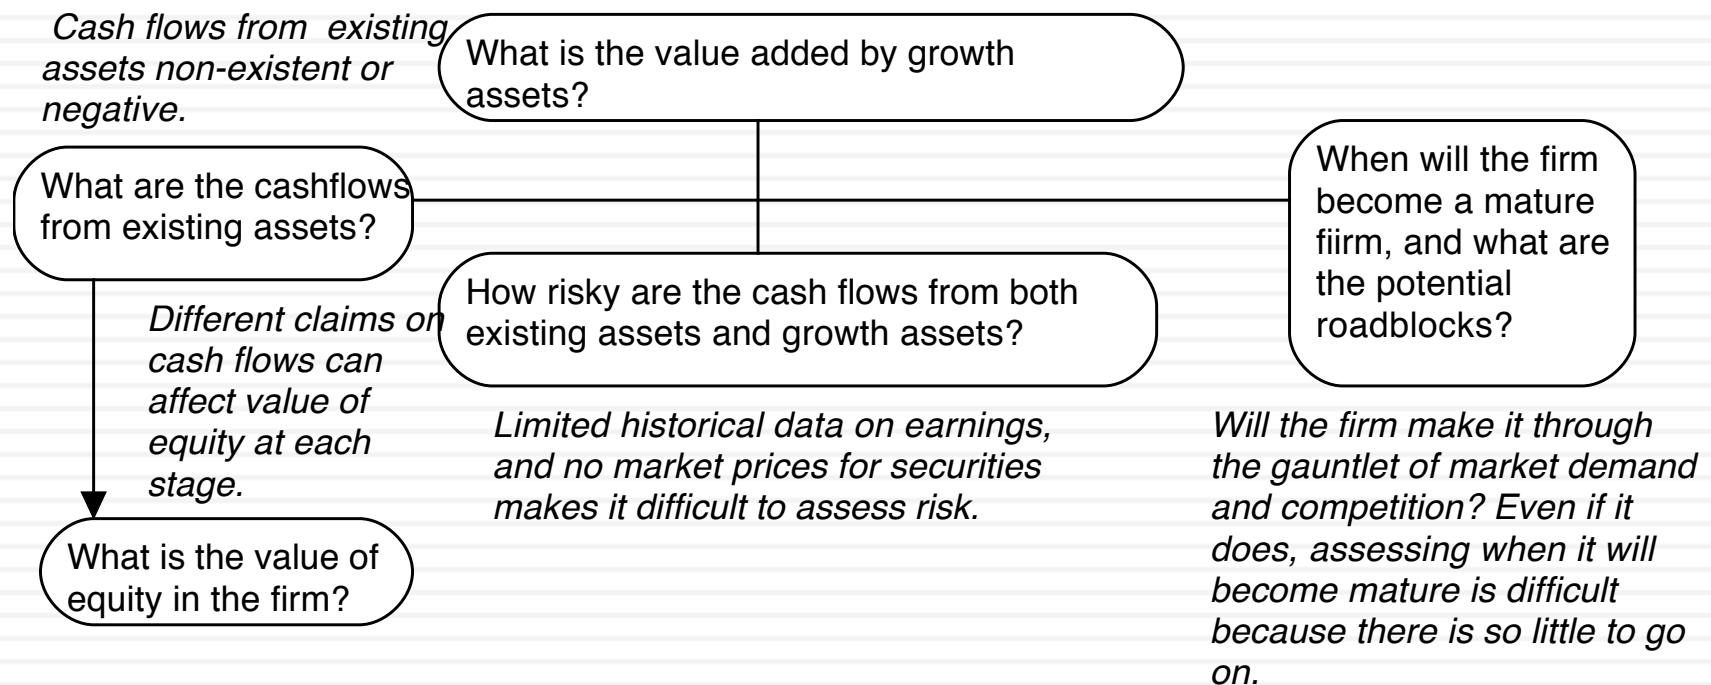 Cash flows from  existing
assets non-existent or
negative.
What is the value added by growth
assets?
What are the cashflows
from existing assets?
When will the firm
become a mature
fiirm, and what are
the potential
roadblocks?
How risky are the cash flows from both
existing assets and growth assets?
Different claims on
cash flows can
affect value of
equity at each
stage.
Limited historical data on earnings,
and no market prices for securities
makes it difficult to assess risk.
Will the firm make it through
the gauntlet of market demand
and competition? Even if it
does, assessing when it will
become mature is difficult
because there is so little to go
on.
What is the value of
equity in the firm?